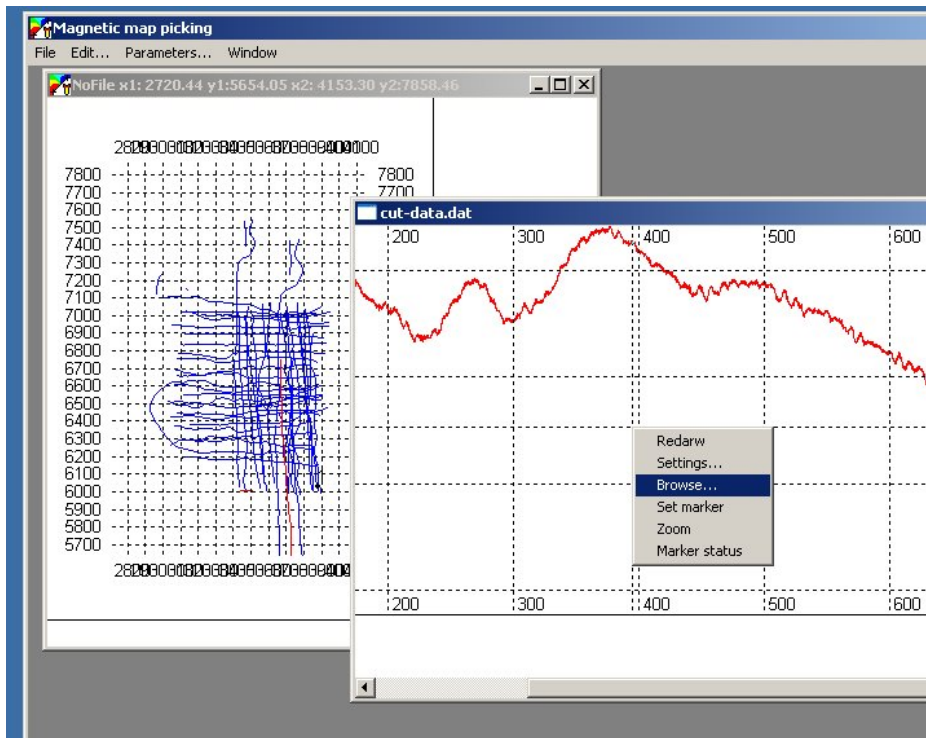 Magnetic map picking
File Edit... Parameters... Window
NoFile x1: 2720.44 y1:5654.05 x2: 4153.30 y2:7858.46
7800 7800
7700 7700
7600
7500
7400
7300
7200
7100
7000
6900
6800
6700
6600
6500
6400
6300
6200
6100
6000
5900
5800
5700
cut-data.dat
200 300 400 500 600
Redarw
Settings...
Browse...
Set marker
Zoom
Marker status
200 300 400 500 600